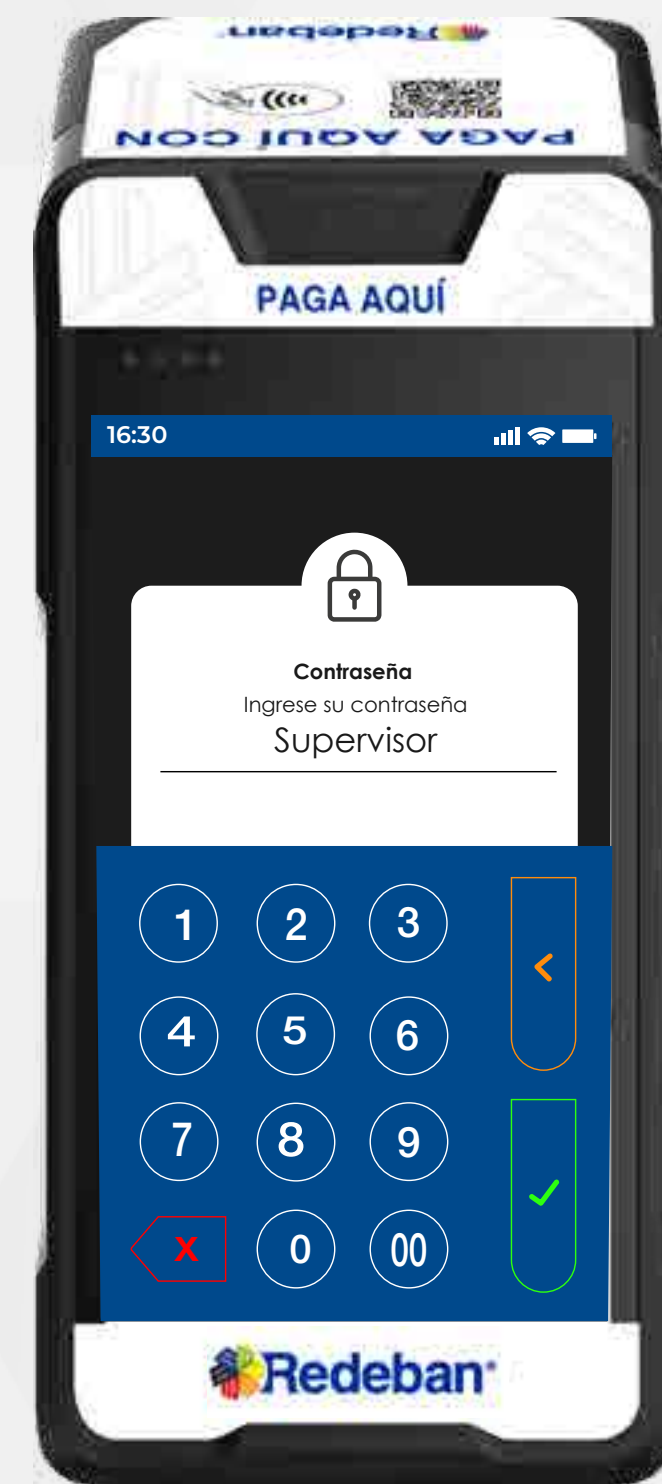 Redeban
PAGA AQUÍ CON
PAGA AQUÍ
16:30
Contraseña
Ingrese su contraseña
Supervisor
1 2 3
<
4 5 6
7 8 9
X 0 00
Redeban